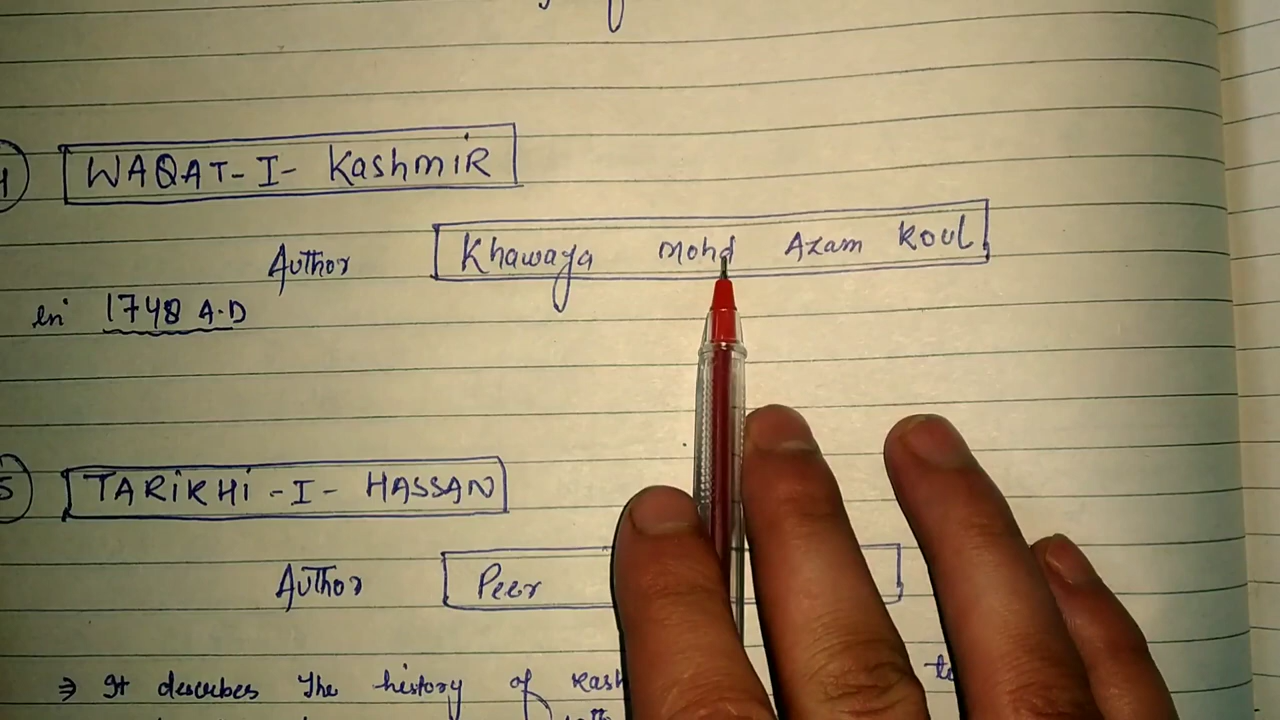 4 WAQAT-I- KashmiR
Author Khawaja Mohd Azam Koul
in 1748 A.D
5 TARIKHI-I- HASSAN
Author Peer
⇒ It describes the history of Kash